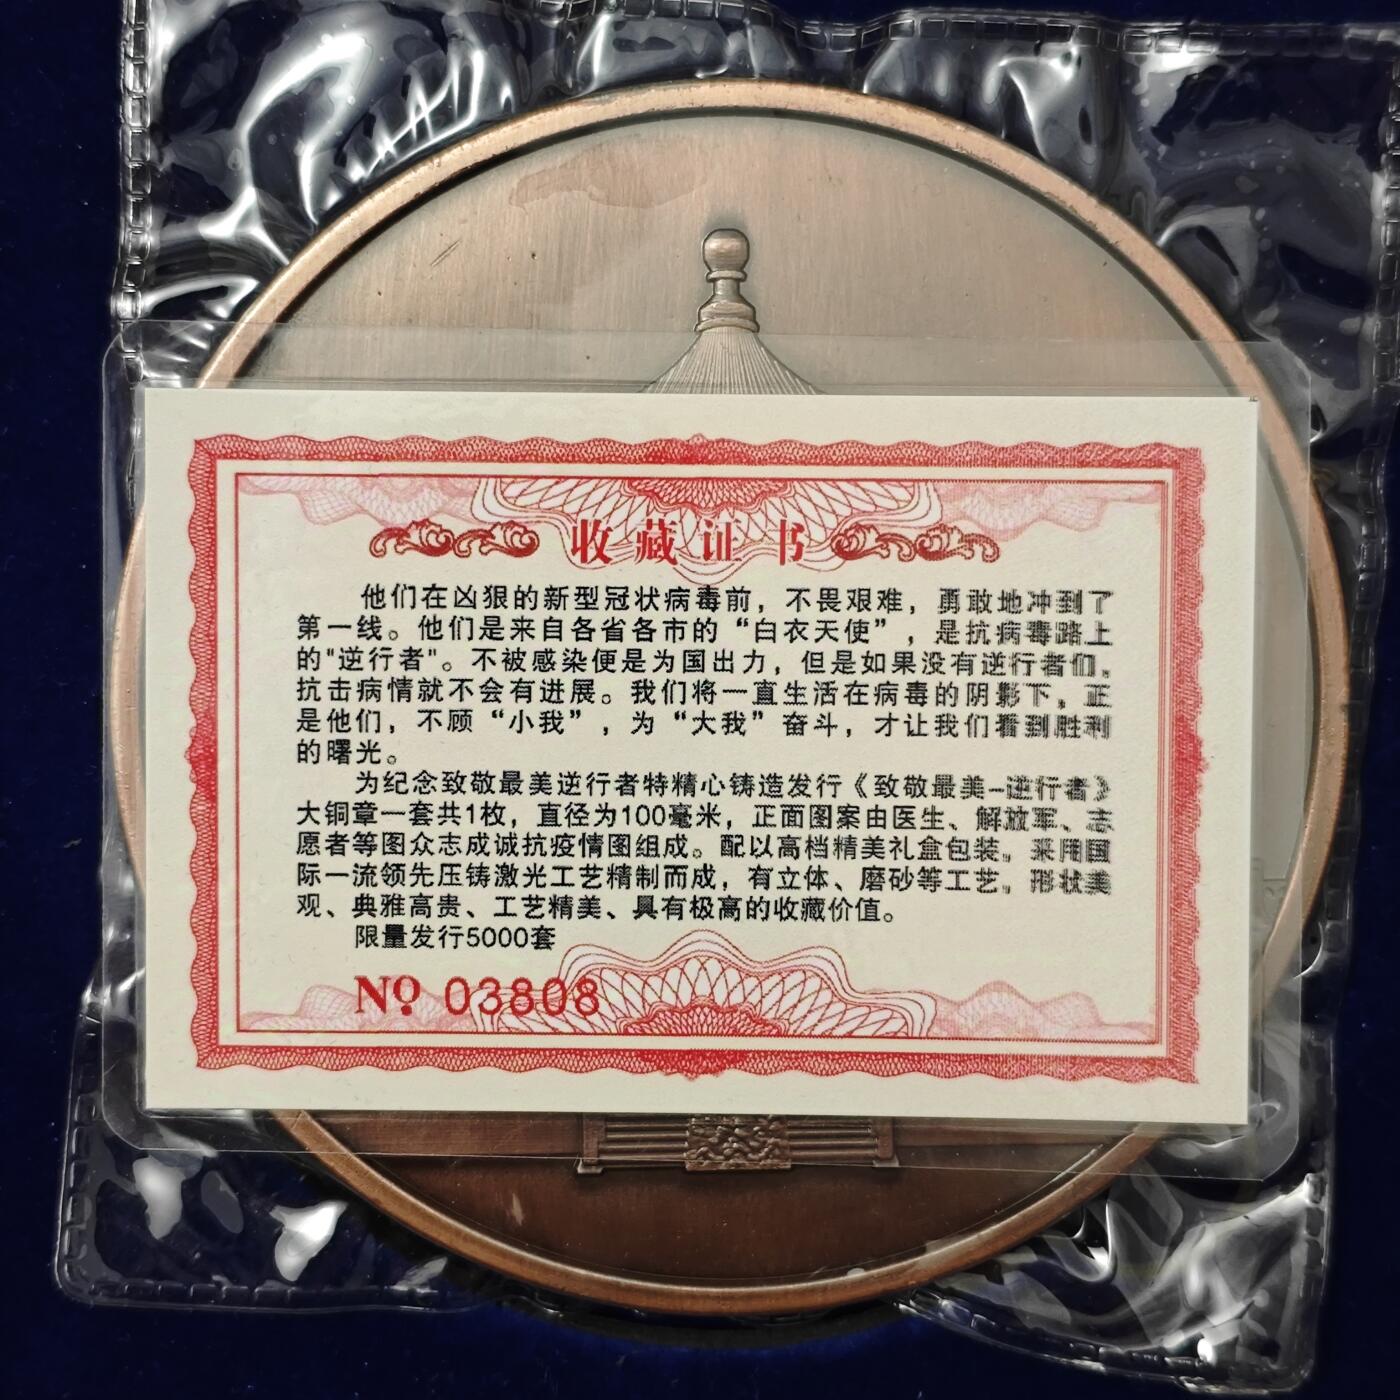 收藏证书
他们在凶狠的新型冠状病毒前，不畏艰难，勇敢地冲到了
第一线。他们是来自各省各市的“白衣天使”，是抗病毒路上
的"逆行者"。不被感染便是为国出力，但是如果没有逆行者们，
抗击病情就不会有进展。我们将一直生活在病毒的阴影下，正
是他们，不顾“小我”，为“大我”奋斗，才让我们看到胜利
的曙光。
为纪念致敬最美逆行者特精心铸造发行《致敬最美-逆行者》
大铜章一套共1枚，直径为100毫米，正面图案由医生、解放军、志
愿者等图众志成诚抗疫情图组成。配以高档精美礼盒包装，采用国
际一流领先压铸激光工艺精制而成，有立体、磨砂等工艺，形状美
观、典雅高贵、工艺精美、具有极高的收藏价值。
限量发行5000套
№ 03808